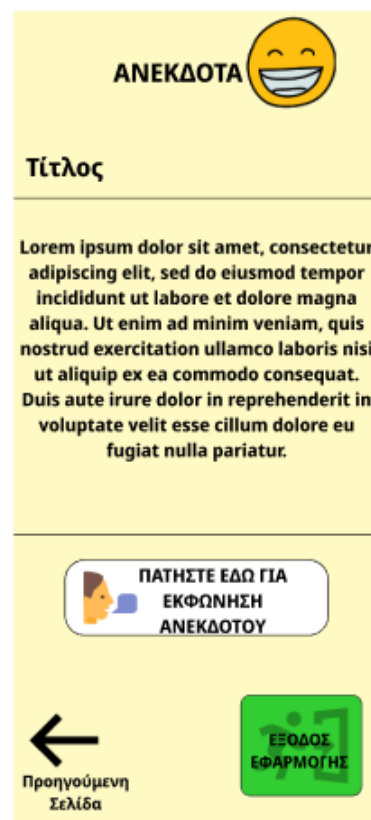 ΑΝΕΚΔΟΤΑ
Τίτλος
Lorem ipsum dolor sit amet, consectetur
adipiscing elit, sed do eiusmod tempor
incididunt ut labore et dolore magna
aliqua. Ut enim ad minim veniam, quis
nostrud exercitation ullamco laboris nisi
ut aliquip ex ea commodo consequat.
Duis aute irure dolor in reprehenderit in
voluptate velit esse cillum dolore eu
fugiat nulla pariatur.
ΠΑΤΗΣΤΕ ΕΔΩ ΓΙΑ
ΕΚΦΩΝΗΣΗ
ΑΝΕΚΔΟΤΟΥ
Προηγούμενη
Σελίδα
ΕΞΟΔΟΣ
ΕΦΑΡΜΟΓΗΣ